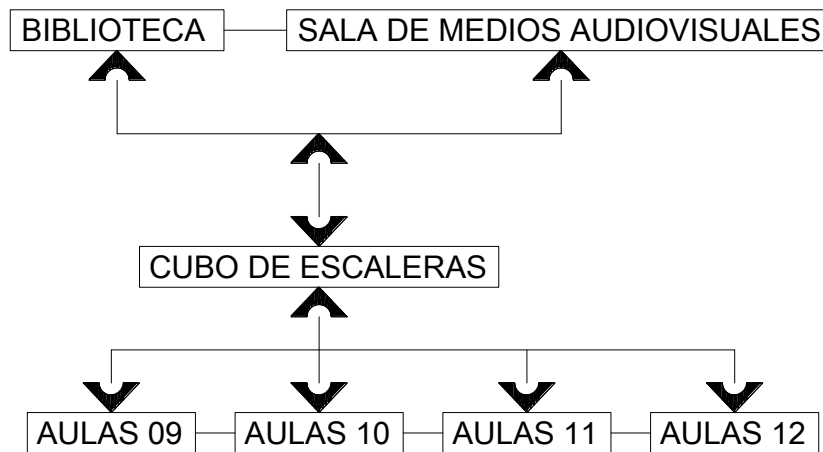 BIBLIOTECA
SALA DE MEDIOS AUDIOVISUALES
CUBO DE ESCALERAS
AULAS 09
AULAS 10
AULAS 11
AULAS 12